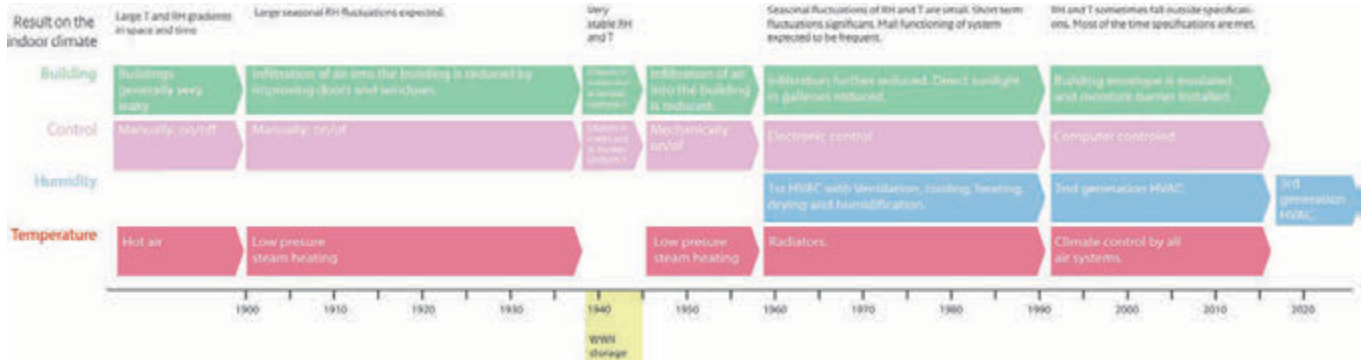 Result on the
indoor climate
Large T and RH gradients
in space and time
Large seasonal RH fluctuations expected.
Very
stable RH
and T
Seasonal fluctuations of RH and T are small. Short term
fluctuations significant. Mall functioning of system
expected to be frequent.
RH and T sometimes fall outside specificati-
ons. Most of the time specifications are met.
Building
Buildings
generally very
leaky
Infiltration of air into the building is reduced by
improving doors and windows.
Infiltration of air
into the building
is reduced.
Infiltration further reduced. Direct sunlight
in galleries reduced.
Building envelope is insulated
and moisture barrier installed.
Control
Manually: on/off
Manually: on/of
Mechanically
on/of
Electronic control
Computer controled
Humidity
1st HVAC with Ventilation, cooling, heating,
drying and humidification.
2nd generation HVAC
3rd
generation
HVAC
Temperature
Hot air
Low presure
steam heating
Low presure
steam heating
Radiators.
Climate control by all
air systems.
1900
1910
1920
1930
1940
1950
1960
1970
1980
1990
2000
2010
2020
WWII
storage